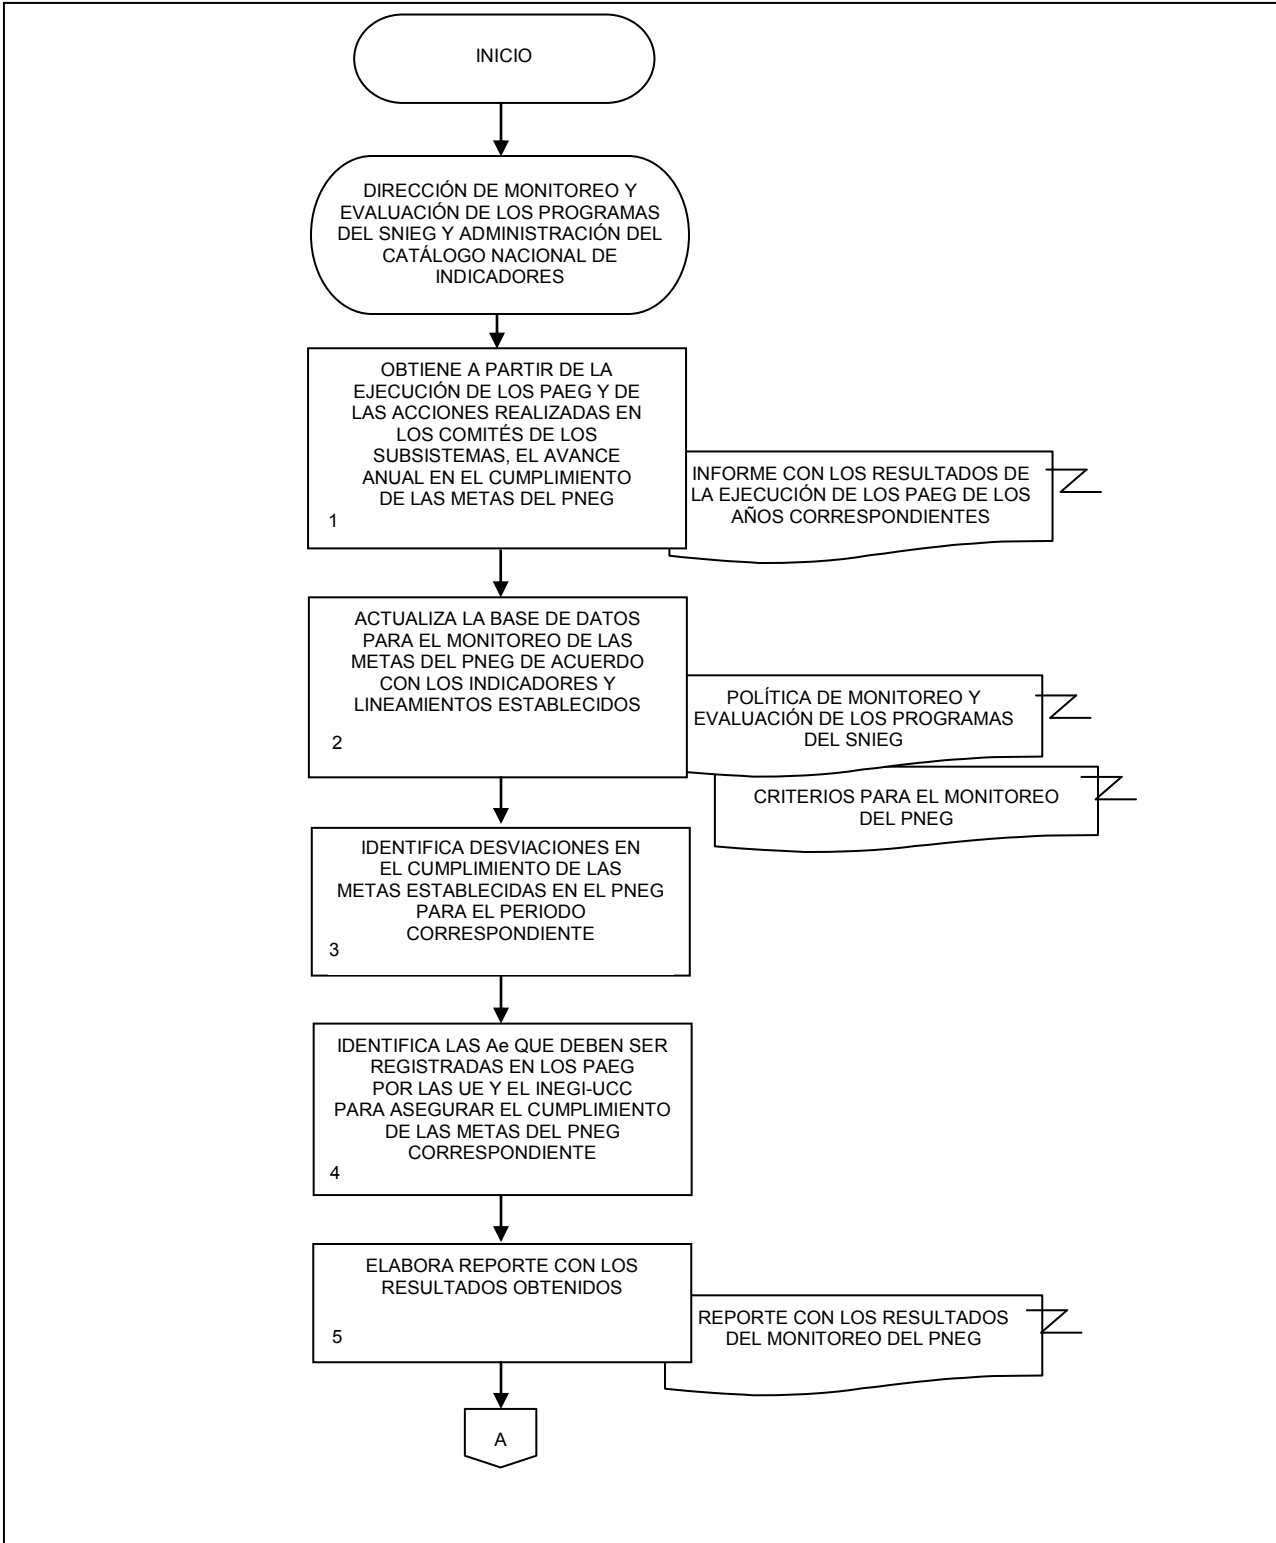 INICIO
DIRECCIÓN DE MONITOREO Y
EVALUACIÓN DE LOS PROGRAMAS
DEL SNIEG Y ADMINISTRACIÓN DEL
CATÁLOGO NACIONAL DE
INDICADORES
OBTIENE A PARTIR DE LA
EJECUCIÓN DE LOS PAEG Y DE
LAS ACCIONES REALIZADAS EN
LOS COMITÉS DE LOS
SUBSISTEMAS, EL AVANCE
ANUAL EN EL CUMPLIMIENTO
DE LAS METAS DEL PNEG
1
INFORME CON LOS RESULTADOS DE
LA EJECUCIÓN DE LOS PAEG DE LOS
AÑOS CORRESPONDIENTES
ACTUALIZA LA BASE DE DATOS
PARA EL MONITOREO DE LAS
METAS DEL PNEG DE ACUERDO
CON LOS INDICADORES Y
LINEAMIENTOS ESTABLECIDOS
2
POLÍTICA DE MONITOREO Y
EVALUACIÓN DE LOS PROGRAMAS
DEL SNIEG
CRITERIOS PARA EL MONITOREO
DEL PNEG
IDENTIFICA DESVIACIONES EN
EL CUMPLIMIENTO DE LAS
METAS ESTABLECIDAS EN EL PNEG
PARA EL PERIODO
CORRESPONDIENTE
3
IDENTIFICA LAS Ae QUE DEBEN SER
REGISTRADAS EN LOS PAEG
POR LAS UE Y EL INEGI-UCC
PARA ASEGURAR EL CUMPLIMIENTO
DE LAS METAS DEL PNEG
CORRESPONDIENTE
4
ELABORA REPORTE CON LOS
RESULTADOS OBTENIDOS
5
REPORTE CON LOS RESULTADOS
DEL MONITOREO DEL PNEG
A